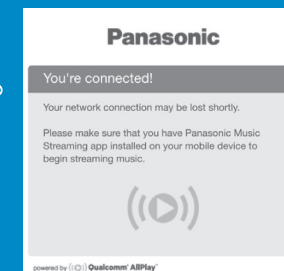 Panasonic
You're connected!
Your network connection may be lost shortly.
Please make sure that you have Panasonic Music
Streaming app installed on your mobile device to
begin streaming music.
powered by Qualcomm® AllPlay™